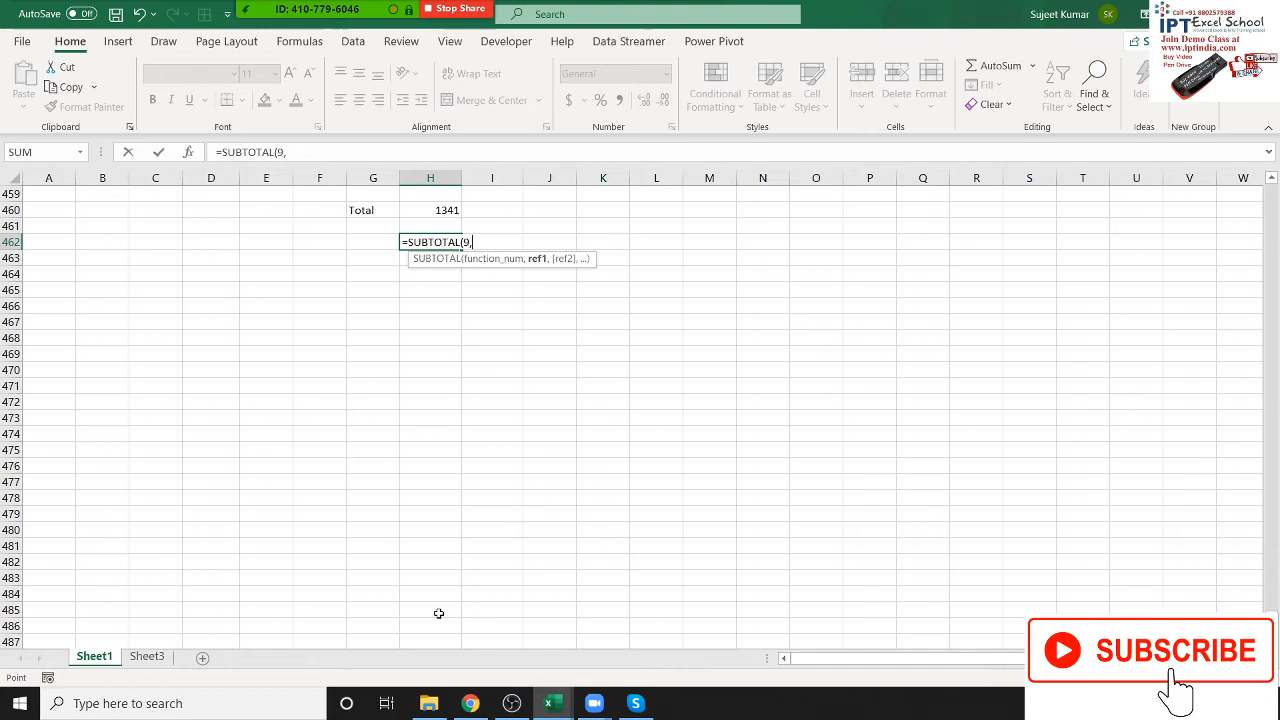 AutoSave Off
ID: 410-779-6046
Stop Share
Search
Sujeet Kumar
SK
Call +91 8802579388
IPT Excel School
Join Demo Class at
www.iptindia.com
Buy Video
Pen Drive
File
Home
Insert
Draw
Page Layout
Formulas
Data
Review
View
Developer
Help
Data Streamer
Power Pivot
Paste
Cut
Copy
Format Painter
Clipboard
11
B I U
Font
Wrap Text
Merge & Center
Alignment
General
$ % ,
Number
Conditional Formatting
Format as Table
Cell Styles
Styles
Insert
Delete
Format
Cells
AutoSum
Fill
Clear
Sort & Filter
Find & Select
Editing
Ideas
New Group
SUM
fx
=SUBTOTAL(9,
A B C D E F G H I J K L M N O P Q R S T U V W
459
460 Total 1341
461
462 =SUBTOTAL(9,
463 SUBTOTAL(function_num, ref1, [ref2], ...)
464
465
466
467
468
469
470
471
472
473
474
475
476
477
478
479
480
481
482
483
484
485
486
487
Sheet1
Sheet3
SUBSCRIBE
Point
Type here to search